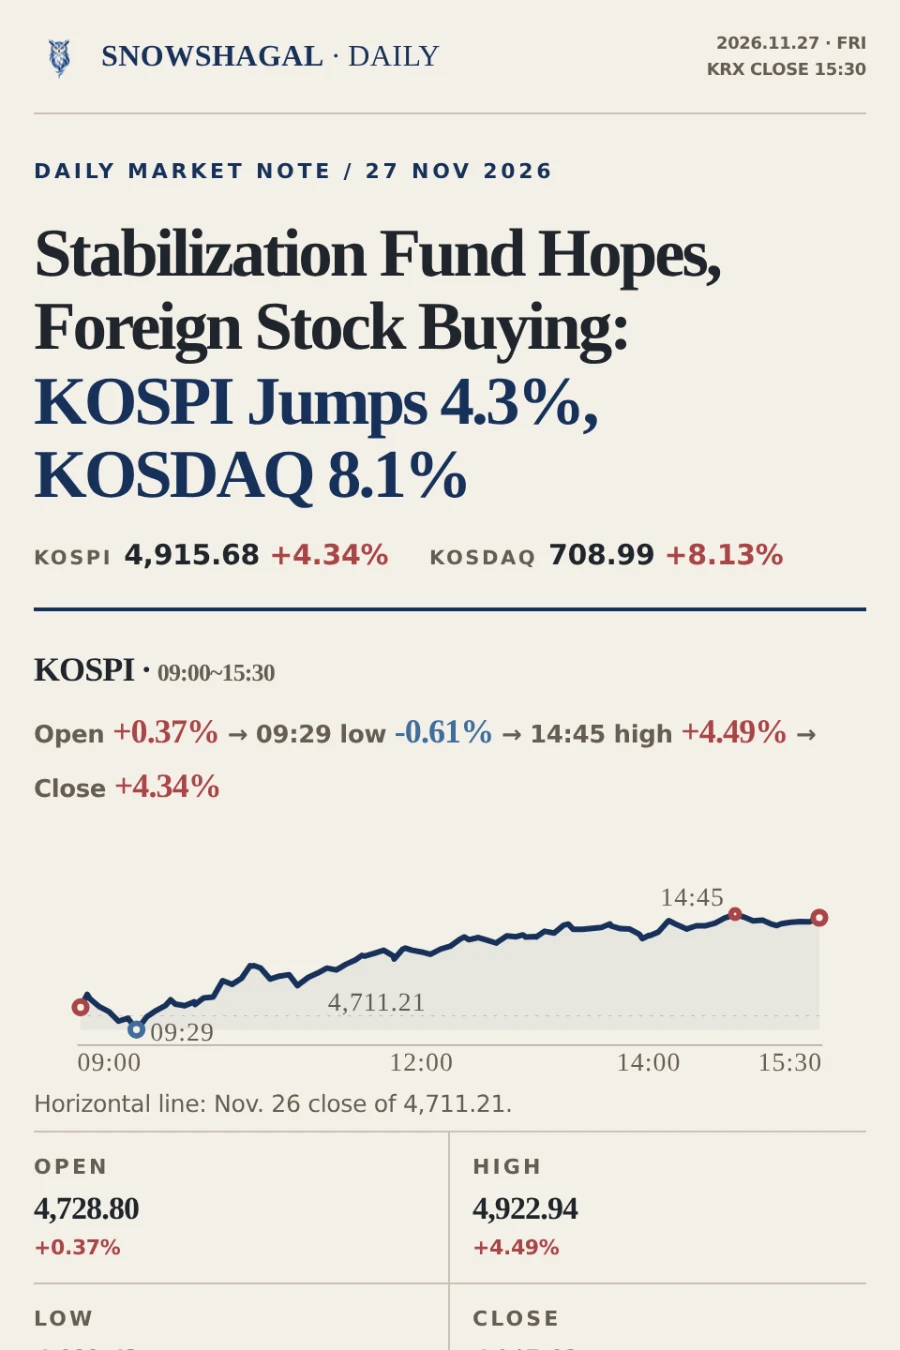 SNOWSHAGAL · DAILY
2026.11.27 · FRI
KRX CLOSE 15:30
DAILY MARKET NOTE / 27 NOV 2026
Stabilization Fund Hopes,
Foreign Stock Buying:
KOSPI Jumps 4.3%,
KOSDAQ 8.1%
KOSPI 4,915.68 +4.34% KOSDAQ 708.99 +8.13%
KOSPI · 09:00~15:30
Open +0.37% → 09:29 low -0.61% → 14:45 high +4.49% →
Close +4.34%
14:45
4,711.21
09:29
09:00 12:00 14:00 15:30
Horizontal line: Nov. 26 close of 4,711.21.
OPEN
4,728.80
+0.37%
HIGH
4,922.94
+4.49%
LOW
CLOSE